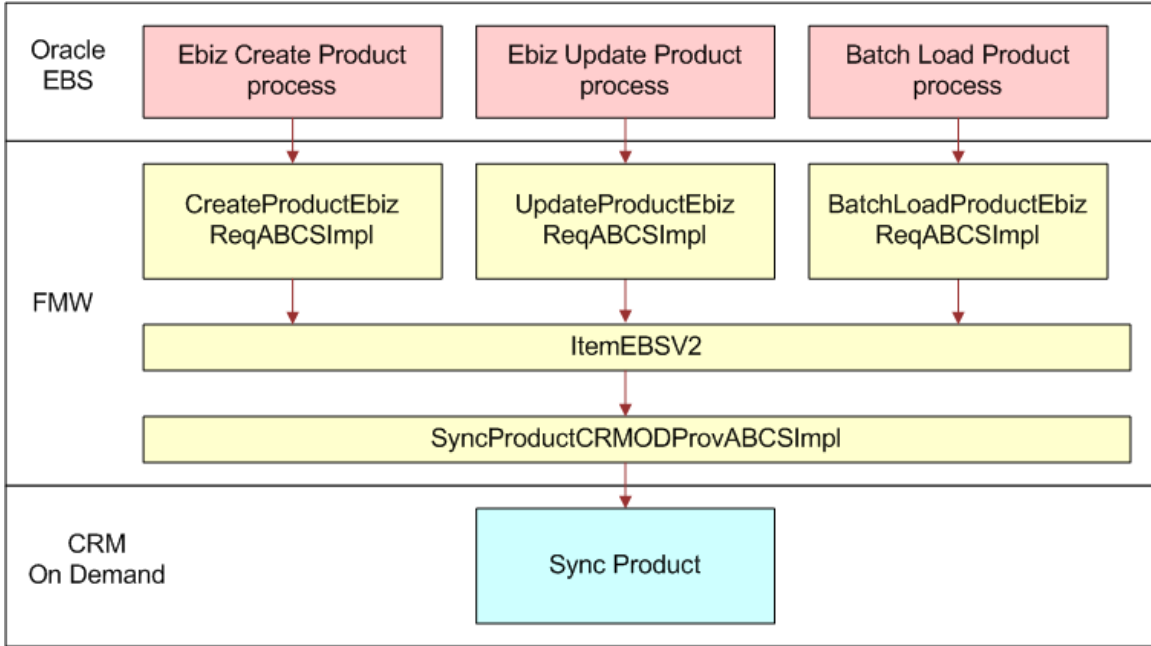 Oracle
EBS
Ebiz Create Product
process
Ebiz Update Product
process
Batch Load Product
process
FMW
CreateProductEbiz
ReqABCSImpl
UpdateProductEbiz
ReqABCSImpl
BatchLoadProductEbiz
ReqABCSImpl
ItemEBSV2
SyncProductCRMODProvABCSImpl
CRM
On Demand
Sync Product